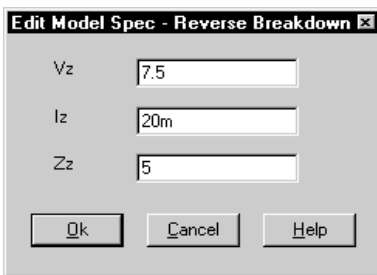 Edit Model Spec - Reverse Breakdown
Vz 7.5
Iz 20m
Zz 5
Ok Cancel Help